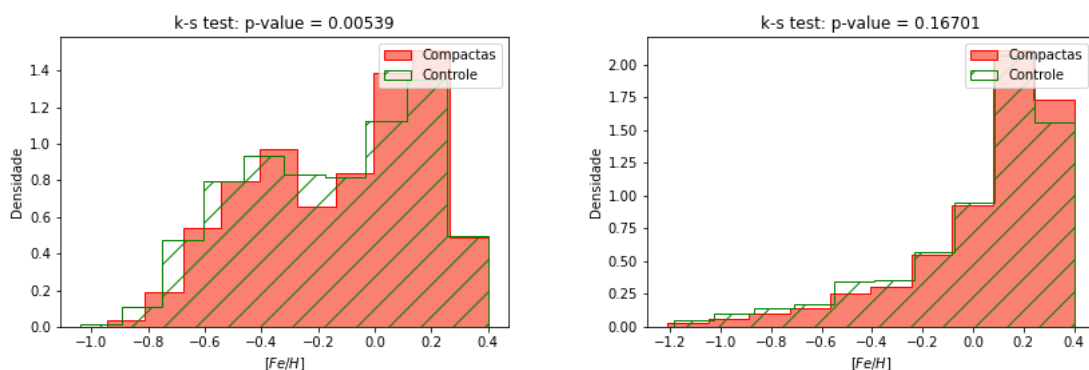 k-s test: p-value = 0.00539
Compactas
Controle
Densidade
1.4
1.2
1.0
0.8
0.6
0.4
0.2
0.0
−1.0 −0.8 −0.6 −0.4 −0.2 0.0 0.2 0.4
[Fe/H]
k-s test: p-value = 0.16701
Compactas
Controle
Densidade
2.00
1.75
1.50
1.25
1.00
0.75
0.50
0.25
0.00
−1.2 −1.0 −0.8 −0.6 −0.4 −0.2 0.0 0.2 0.4
[Fe/H]